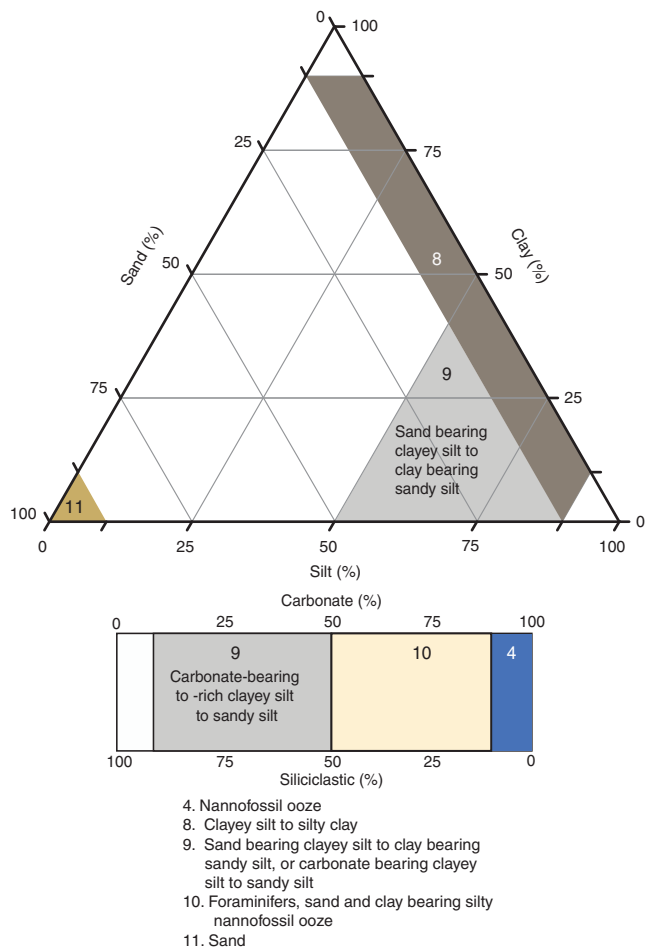 0
100
25
75
Sand (%)
Clay (%)
50
8
50
75
9
25
Sand bearing
clayey silt to
clay bearing
sandy silt
100
11
0
0
25
50
75
100
Silt (%)
Carbonate (%)
0
25
50
75
100
9
10
4
Carbonate-bearing
to -rich clayey silt
to sandy silt
100
75
50
25
0
Siliciclastic (%)
4. Nannofossil ooze
8. Clayey silt to silty clay
9. Sand bearing clayey silt to clay bearing
sandy silt, or carbonate bearing clayey
silt to sandy silt
10. Foraminifers, sand and clay bearing silty
nannofossil ooze
11. Sand